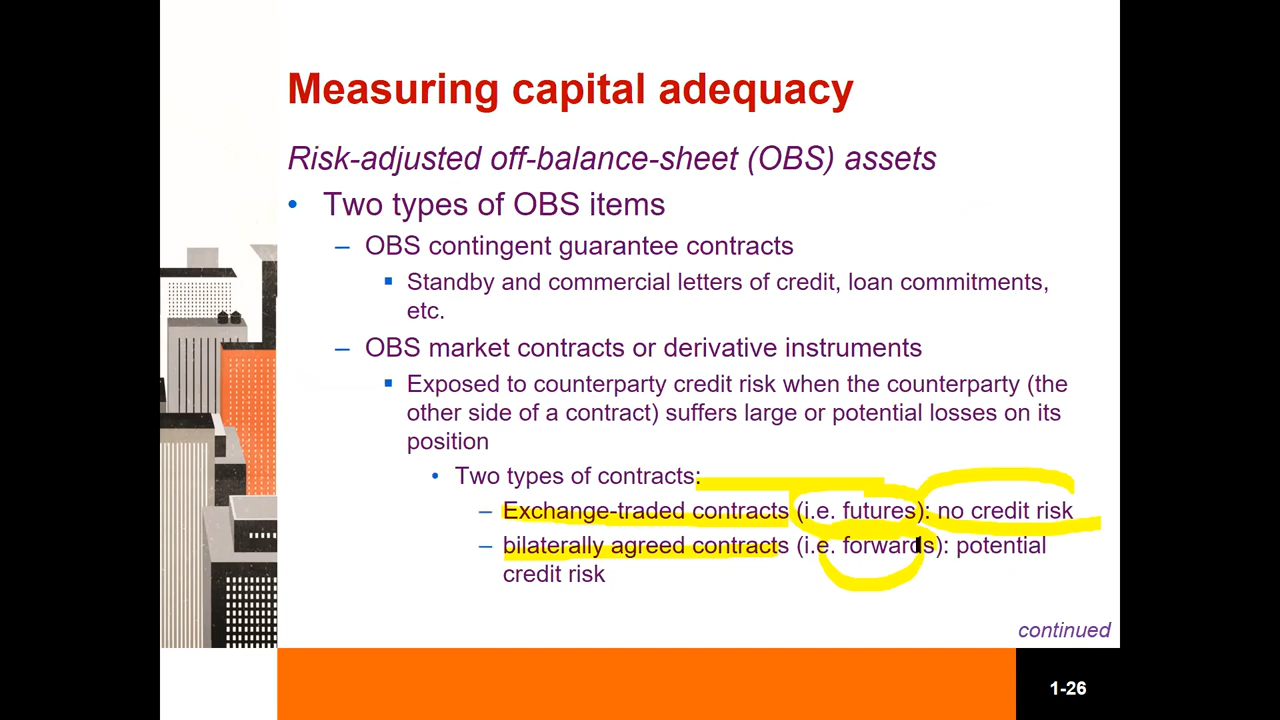 Measuring capital adequacy
Risk-adjusted off-balance-sheet (OBS) assets
• Two types of OBS items
– OBS contingent guarantee contracts
▪ Standby and commercial letters of credit, loan commitments,
etc.
– OBS market contracts or derivative instruments
▪ Exposed to counterparty credit risk when the counterparty (the
other side of a contract) suffers large or potential losses on its
position
• Two types of contracts:
– Exchange-traded contracts (i.e. futures): no credit risk
– bilaterally agreed contracts (i.e. forwards): potential
credit risk
continued
1-26